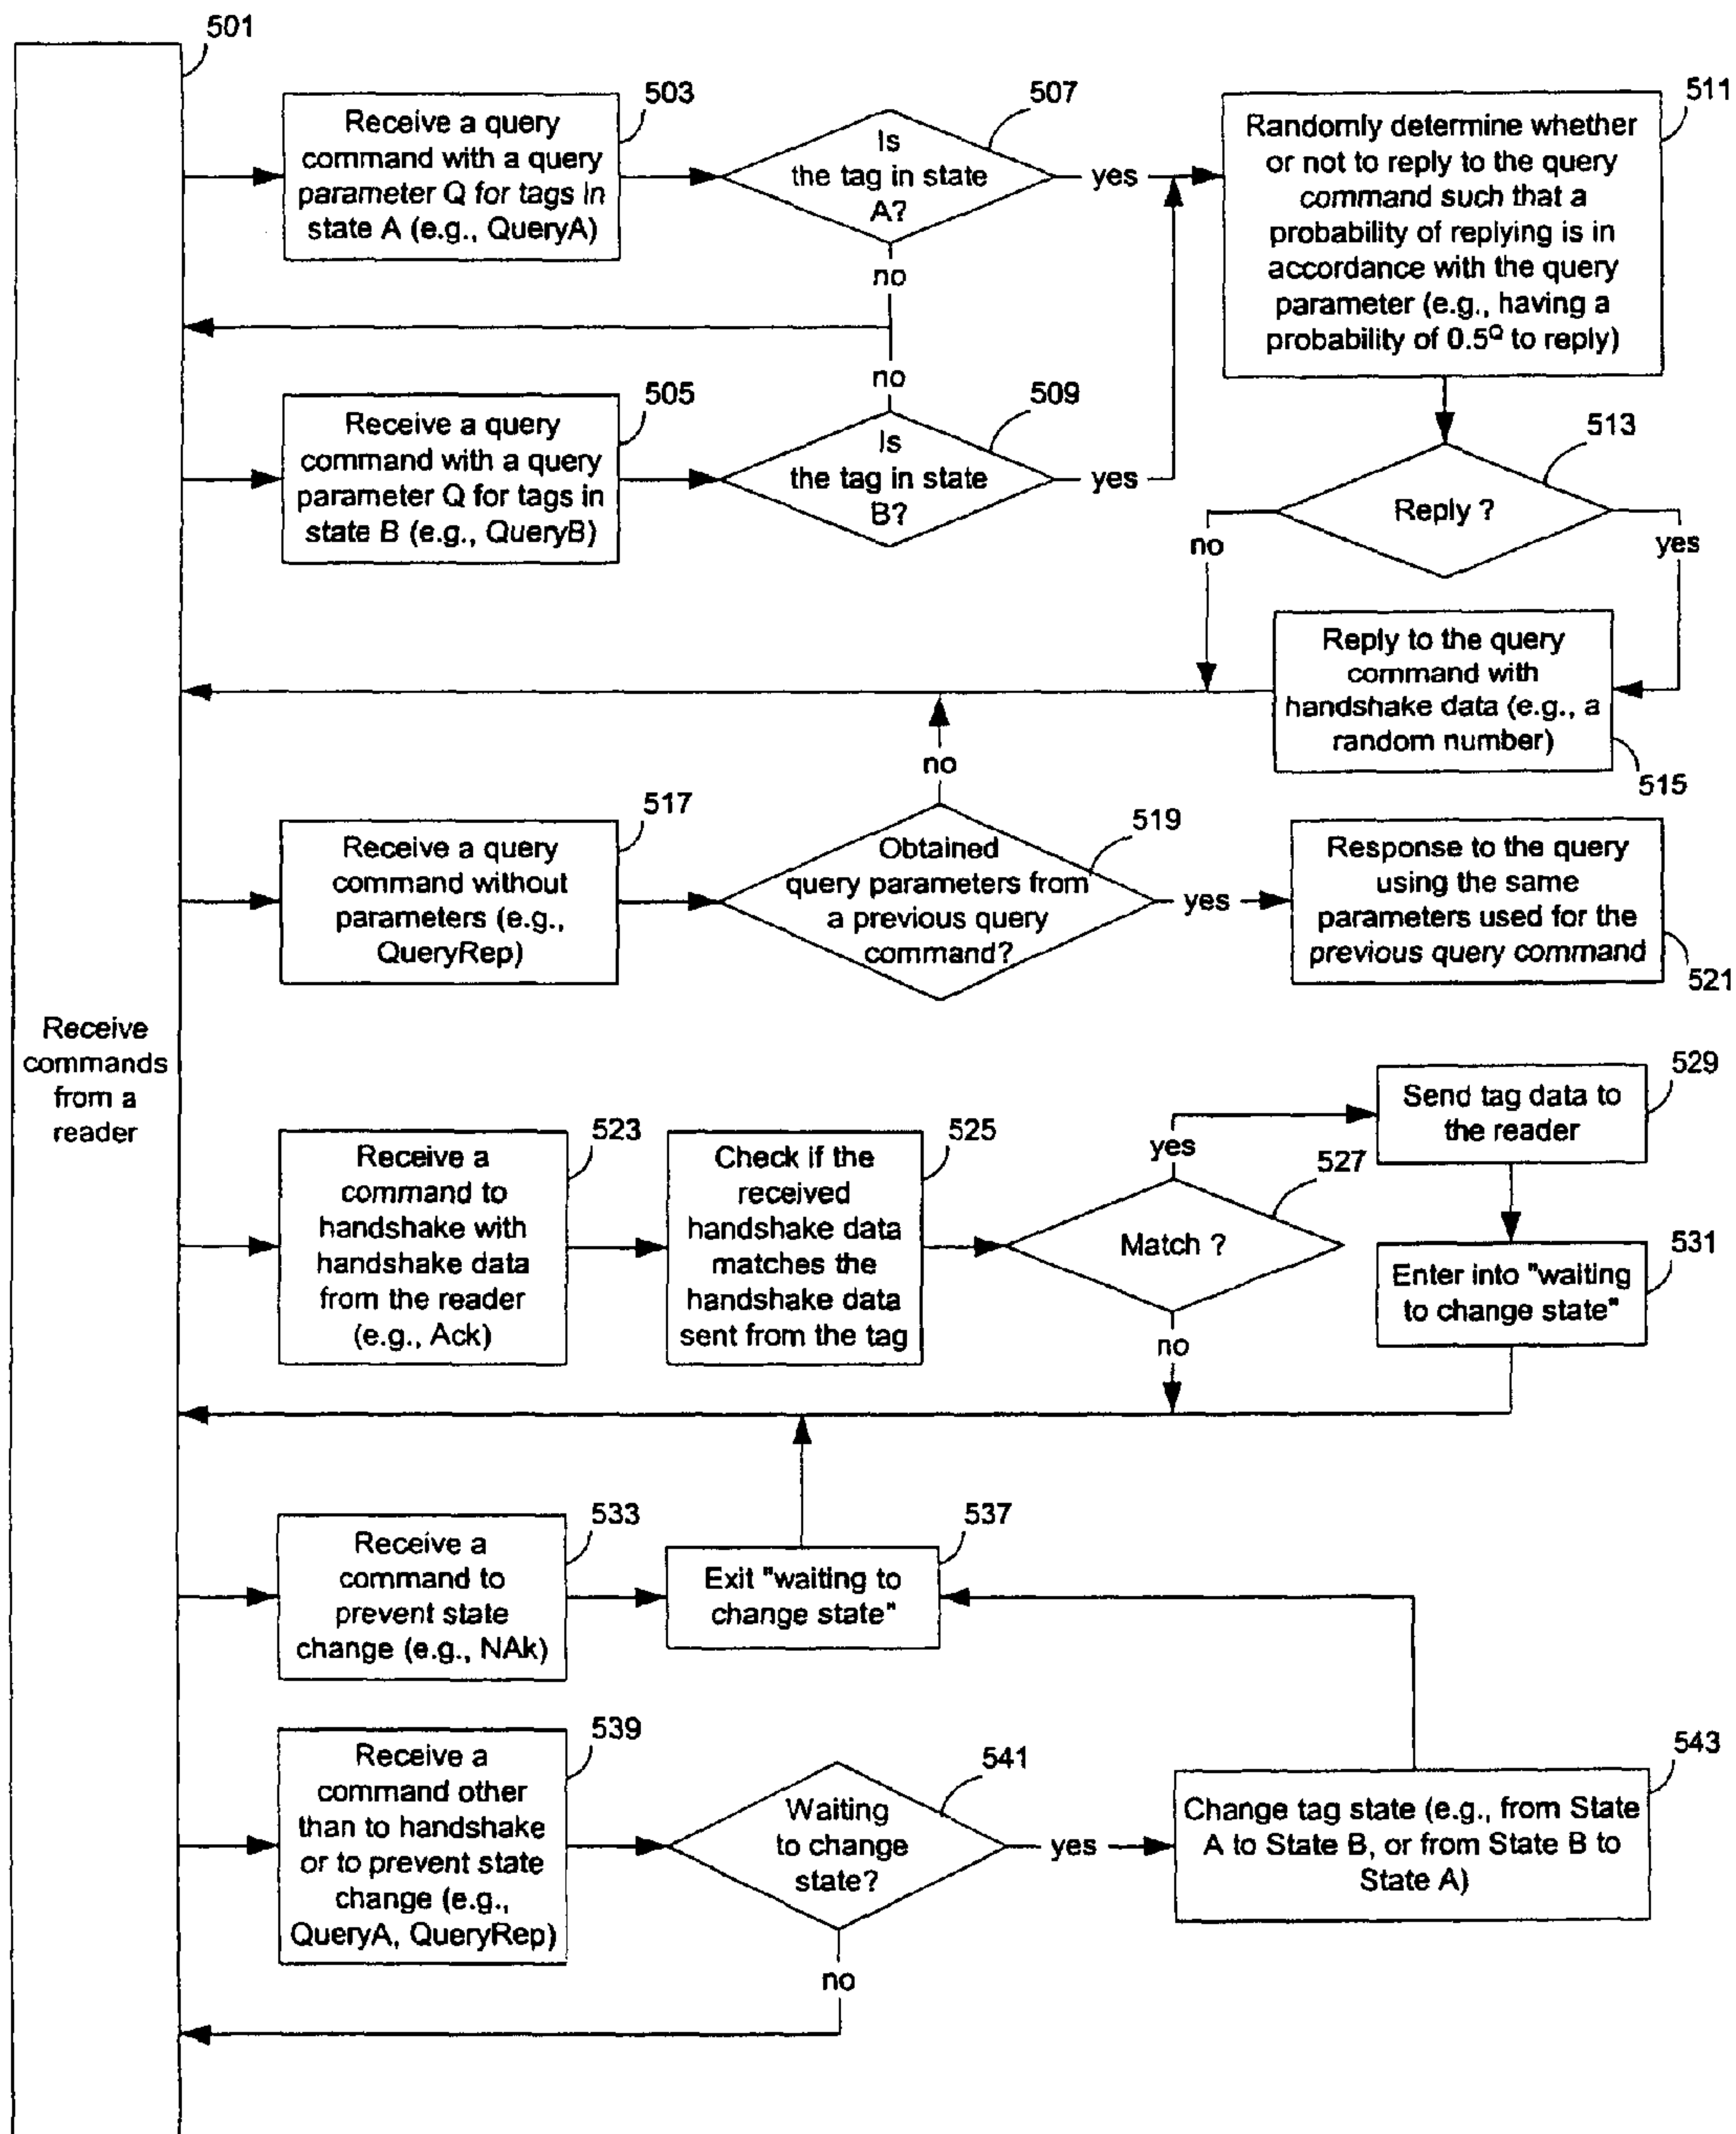 501
Receive
commands
from a
reader
503
Receive a query
command with a query
parameter Q for tags in
state A (e.g., QueryA)
507
Is
the tag in state
A?
yes
no
511
Randomly determine whether
or not to reply to the query
command such that a
probability of replying is in
accordance with the query
parameter (e.g., having a
probability of 0.5^Q to reply)
505
Receive a query
command with a query
parameter Q for tags in
state B (e.g., QueryB)
no
509
Is
the tag in state
B?
yes
513
Reply ?
no
yes
Reply to the query
command with
handshake data (e.g., a
random number)
515
517
Receive a query
command without
parameters (e.g.,
QueryRep)
no
519
Obtained
query parameters from
a previous query
command?
yes
Response to the query
using the same
parameters used for the
previous query command
521
523
Receive a
command to
handshake with
handshake data
from the reader
(e.g., Ack)
525
Check if the
received
handshake data
matches the
handshake data
sent from the tag
yes
527
Match ?
no
529
Send tag data to
the reader
531
Enter into "waiting
to change state"
533
Receive a
command to
prevent state
change (e.g., NAk)
537
Exit "waiting to
change state"
539
Receive a
command other
than to handshake
or to prevent state
change (e.g.,
QueryA, QueryRep)
541
Waiting
to change
state?
yes
no
543
Change tag state (e.g., from State
A to State B, or from State B to
State A)